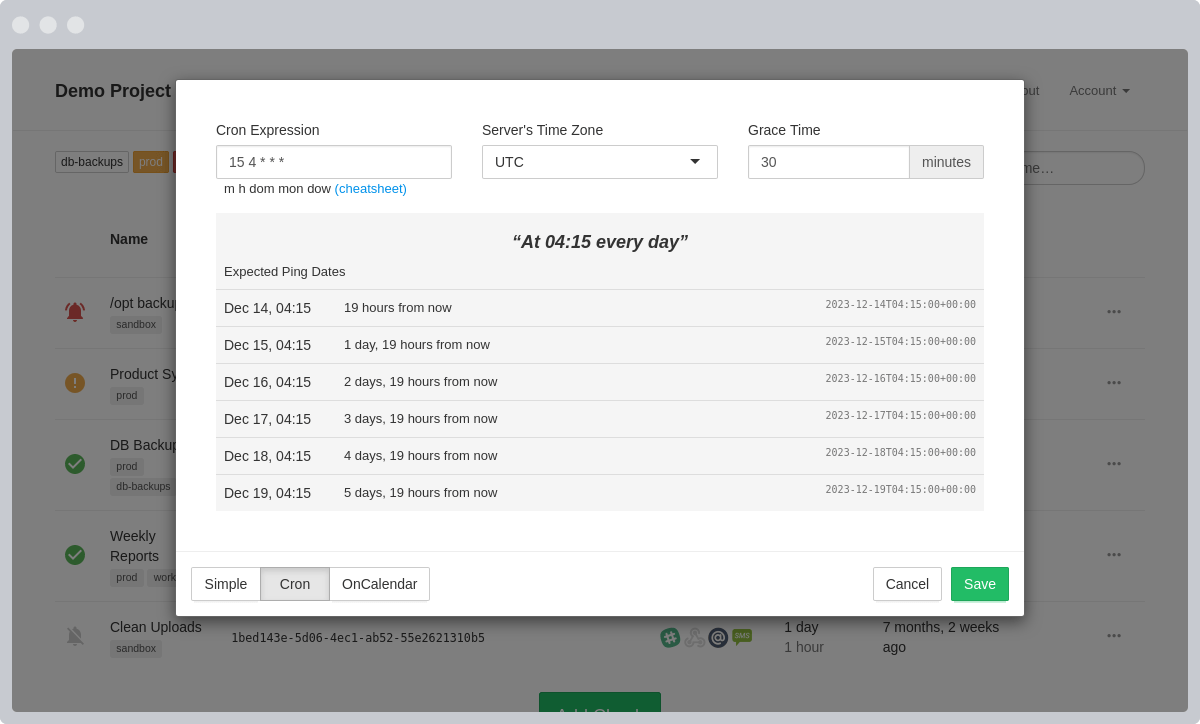 Demo Project
Account
db-backups prod
Cron Expression
Server's Time Zone
Grace Time
15 4 * * *
UTC
30 minutes
m h dom mon dow (cheatsheet)
“At 04:15 every day”
Expected Ping Dates
Dec 14, 04:15 19 hours from now 2023-12-14T04:15:00+00:00
Dec 15, 04:15 1 day, 19 hours from now 2023-12-15T04:15:00+00:00
Dec 16, 04:15 2 days, 19 hours from now 2023-12-16T04:15:00+00:00
Dec 17, 04:15 3 days, 19 hours from now 2023-12-17T04:15:00+00:00
Dec 18, 04:15 4 days, 19 hours from now 2023-12-18T04:15:00+00:00
Dec 19, 04:15 5 days, 19 hours from now 2023-12-19T04:15:00+00:00
Simple Cron OnCalendar
Cancel Save
Name
/opt
sandbox
Product
prod
DB
prod
db-backups
Weekly
Reports
prod
Clean Uploads
sandbox
1bed143e-5d06-4ec1-ab52-55e2621310b5
SMS
1 day
1 hour
7 months, 2 weeks
ago